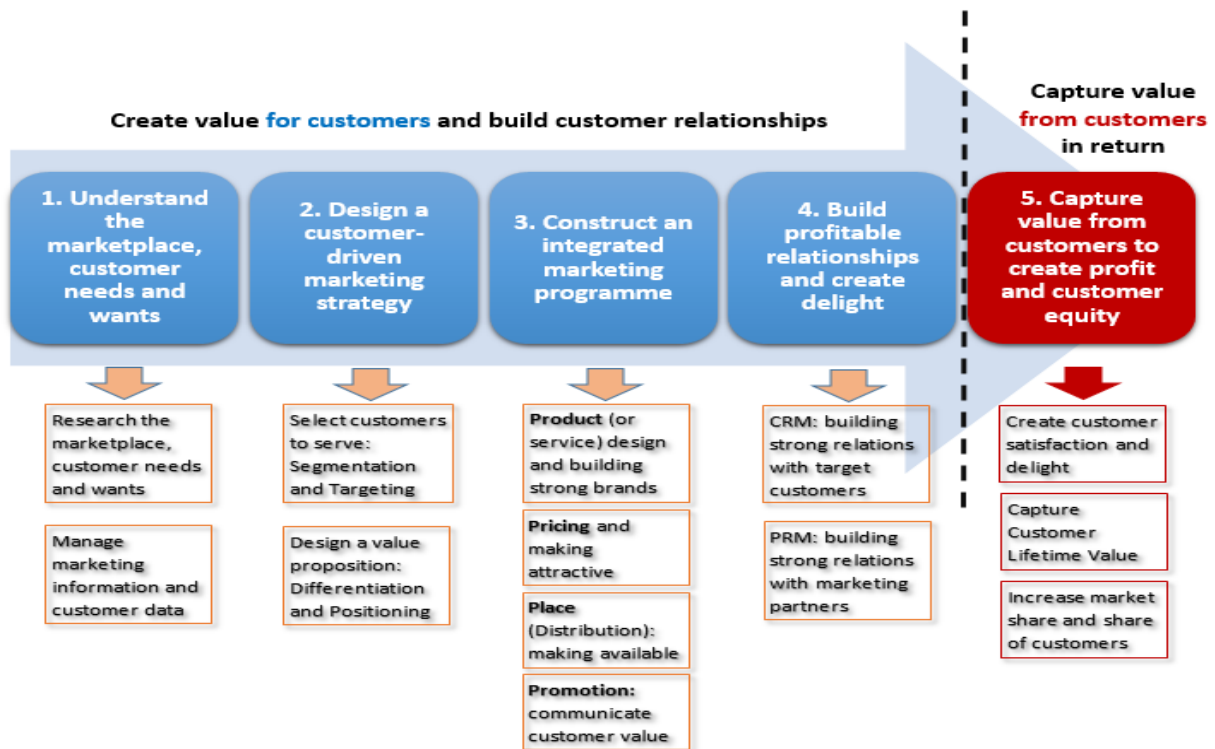 Create value for customers and build customer relationships
Capture value
from customers
in return
1. Understand
the
marketplace,
customer
needs and
wants
2. Design a
customer-
driven
marketing
strategy
3. Construct an
integrated
marketing
programme
4. Build
profitable
relationships
and create
delight
5. Capture
value from
customers to
create profit
and customer
equity
Research the
marketplace,
customer needs
and wants
Manage
marketing
information and
customer data
Select customers
to serve:
Segmentation
and Targeting
Design a value
proposition:
Differentiation
and Positioning
Product (or
service) design
and building
strong brands
Pricing and
making
attractive
Place
(Distribution):
making available
Promotion:
communicate
customer value
CRM: building
strong relations
with target
customers
PRM: building
strong relations
with marketing
partners
Create customer
satisfaction and
delight
Capture
Customer
Lifetime Value
Increase market
share and share
of customers